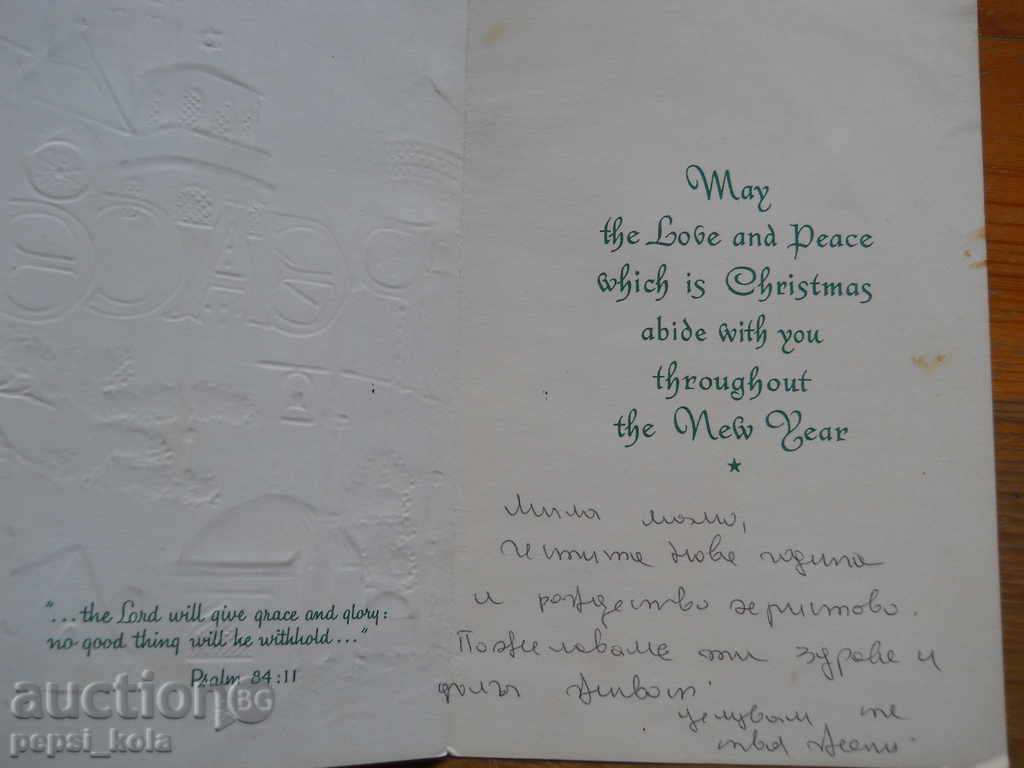 "...the Lord will give grace and glory:
no good thing will he withhold..."
Psalm 84:11
May
the Love and Peace
which is Christmas
abide with you
throughout
the New Year
Мила
Честита Нова година
и рождество христово.
Пожелаваме ти здраве и
дълъг живот.
целувам те
твоя
auction BG
pepsi_kola